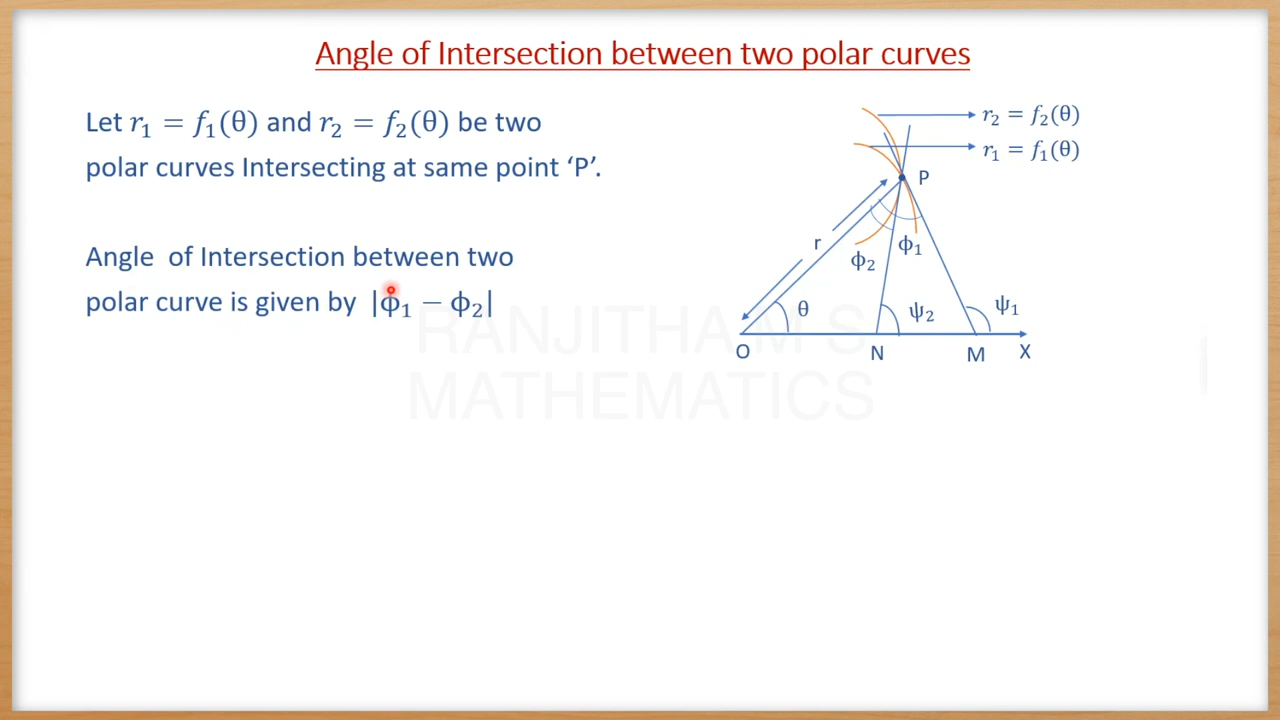 Angle of Intersection between two polar curves
Let r₁ = f₁(θ) and r₂ = f₂(θ) be two
polar curves Intersecting at same point ‘P’.
Angle of Intersection between two
polar curve is given by |ϕ₁ − ϕ₂|
r₂ = f₂(θ)
r₁ = f₁(θ)
P
r
ϕ₂
ϕ₁
θ
ψ₂
ψ₁
O
N
M
X
RANJITHA M S
MATHEMATICS